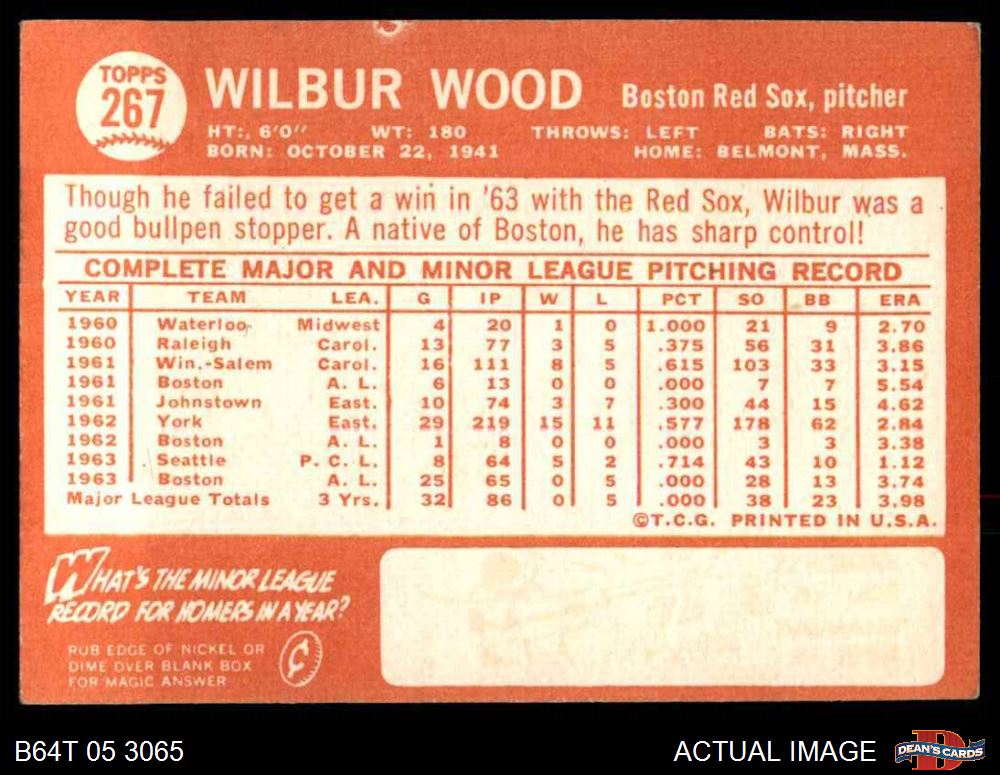 TOPPS
267
WILBUR WOOD Boston Red Sox, pitcher
HT:, 6'0" WT: 180 THROWS: LEFT BATS: RIGHT
BORN: OCTOBER 22, 1941 HOME: BELMONT, MASS.
Though he failed to get a win in '63 with the Red Sox, Wilbur was a
good bullpen stopper. A native of Boston, he has sharp control!
COMPLETE MAJOR AND MINOR LEAGUE PITCHING RECORD
YEAR TEAM LEA. G IP W L PCT SO BB ERA
1960 Waterloo Midwest 4 20 1 0 1.000 21 9 2.70
1960 Raleigh Carol. 13 77 3 5 .375 56 31 3.86
1961 Win.-Salem Carol. 16 111 8 5 .615 103 33 3.15
1961 Boston A. L. 6 13 0 0 .000 7 7 5.54
1961 Johnstown East. 10 74 3 7 .300 44 15 4.62
1962 York East. 29 219 15 11 .577 178 62 2.84
1962 Boston A. L. 1 8 0 0 .000 3 3 3.38
1963 Seattle P. C. L. 8 64 5 2 .714 43 10 1.12
1963 Boston A. L. 25 65 0 5 .000 28 13 3.74
Major League Totals 3 Yrs. 32 86 0 5 .000 38 23 3.98
©T.C.G. PRINTED IN U.S.A.
WHAT'S THE MINOR LEAGUE
RECORD FOR HOMERS IN A YEAR?
RUB EDGE OF NICKEL OR
DIME OVER BLANK BOX
FOR MAGIC ANSWER
B64T 05 3065 ACTUAL IMAGE DEAN'S CARDS